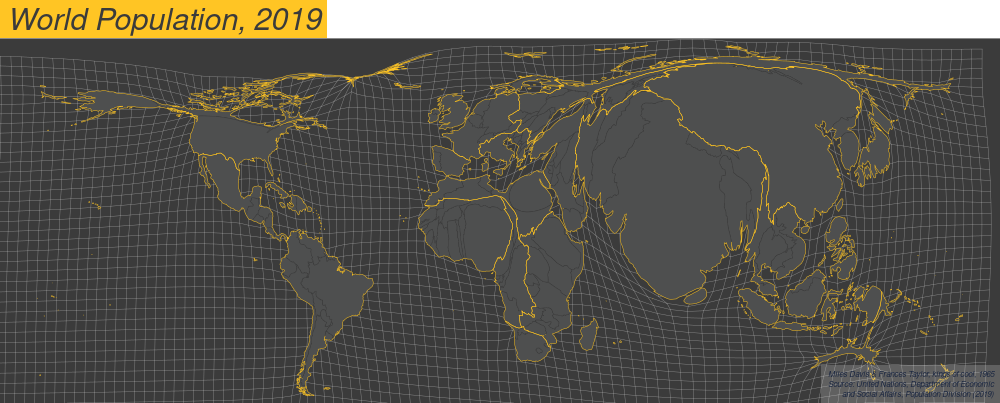 World Population, 2019
Miles Davis & Frances Taylor, kings of cool, 1965
Source: United Nations, Department of Economic
and Social Affairs, Population Division (2019)